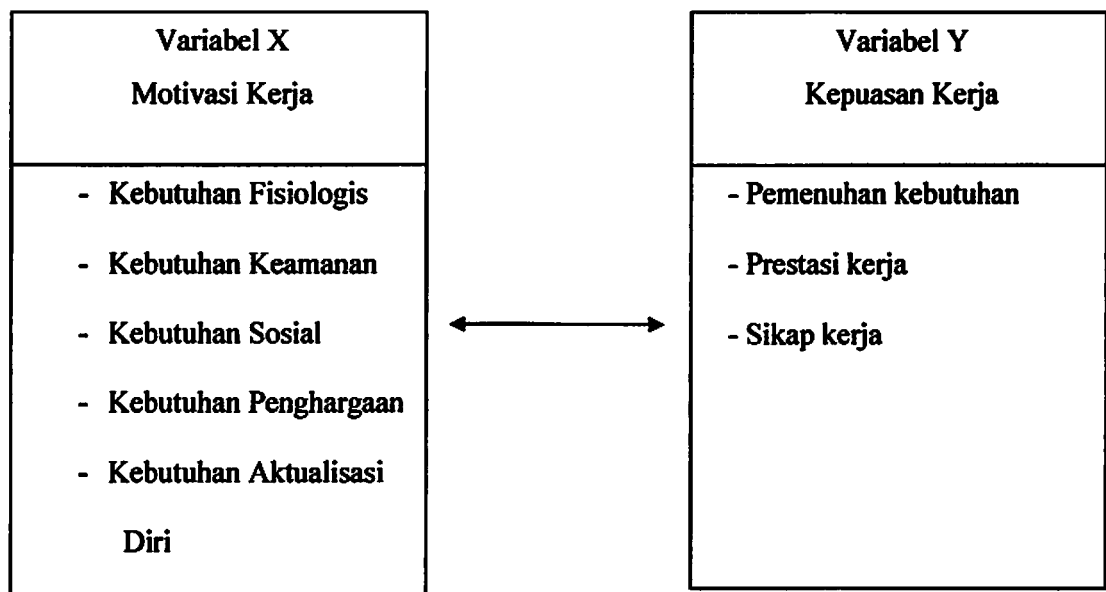 Variabel X
Motivasi Kerja
- Kebutuhan Fisiologis
- Kebutuhan Keamanan
- Kebutuhan Sosial
- Kebutuhan Penghargaan
- Kebutuhan Aktualisasi
Diri
Variabel Y
Kepuasan Kerja
- Pemenuhan kebutuhan
- Prestasi kerja
- Sikap kerja